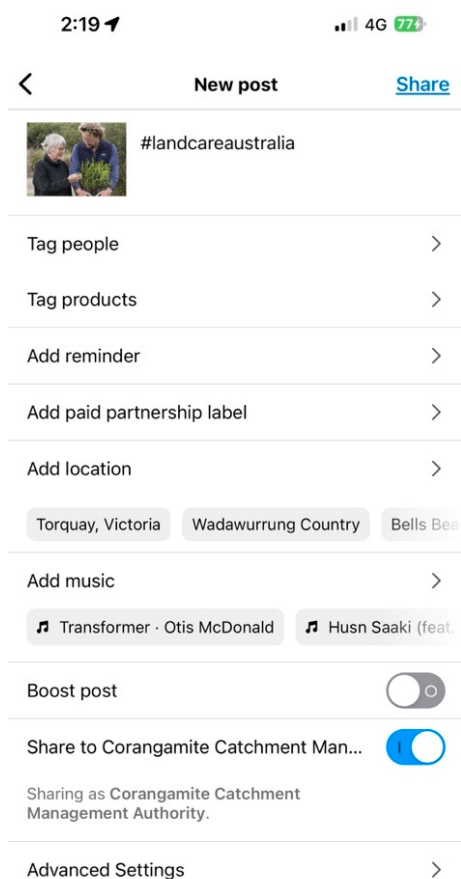 2:19 4G 77
New post Share
#landcareaustralia
Tag people
Tag products
Add reminder
Add paid partnership label
Add location
Torquay, Victoria Wadawurrung Country Bells Bea
Add music
Transformer · Otis McDonald Husn Saaki (feat.
Boost post
Share to Corangamite Catchment Man...
Sharing as Corangamite Catchment
Management Authority.
Advanced Settings